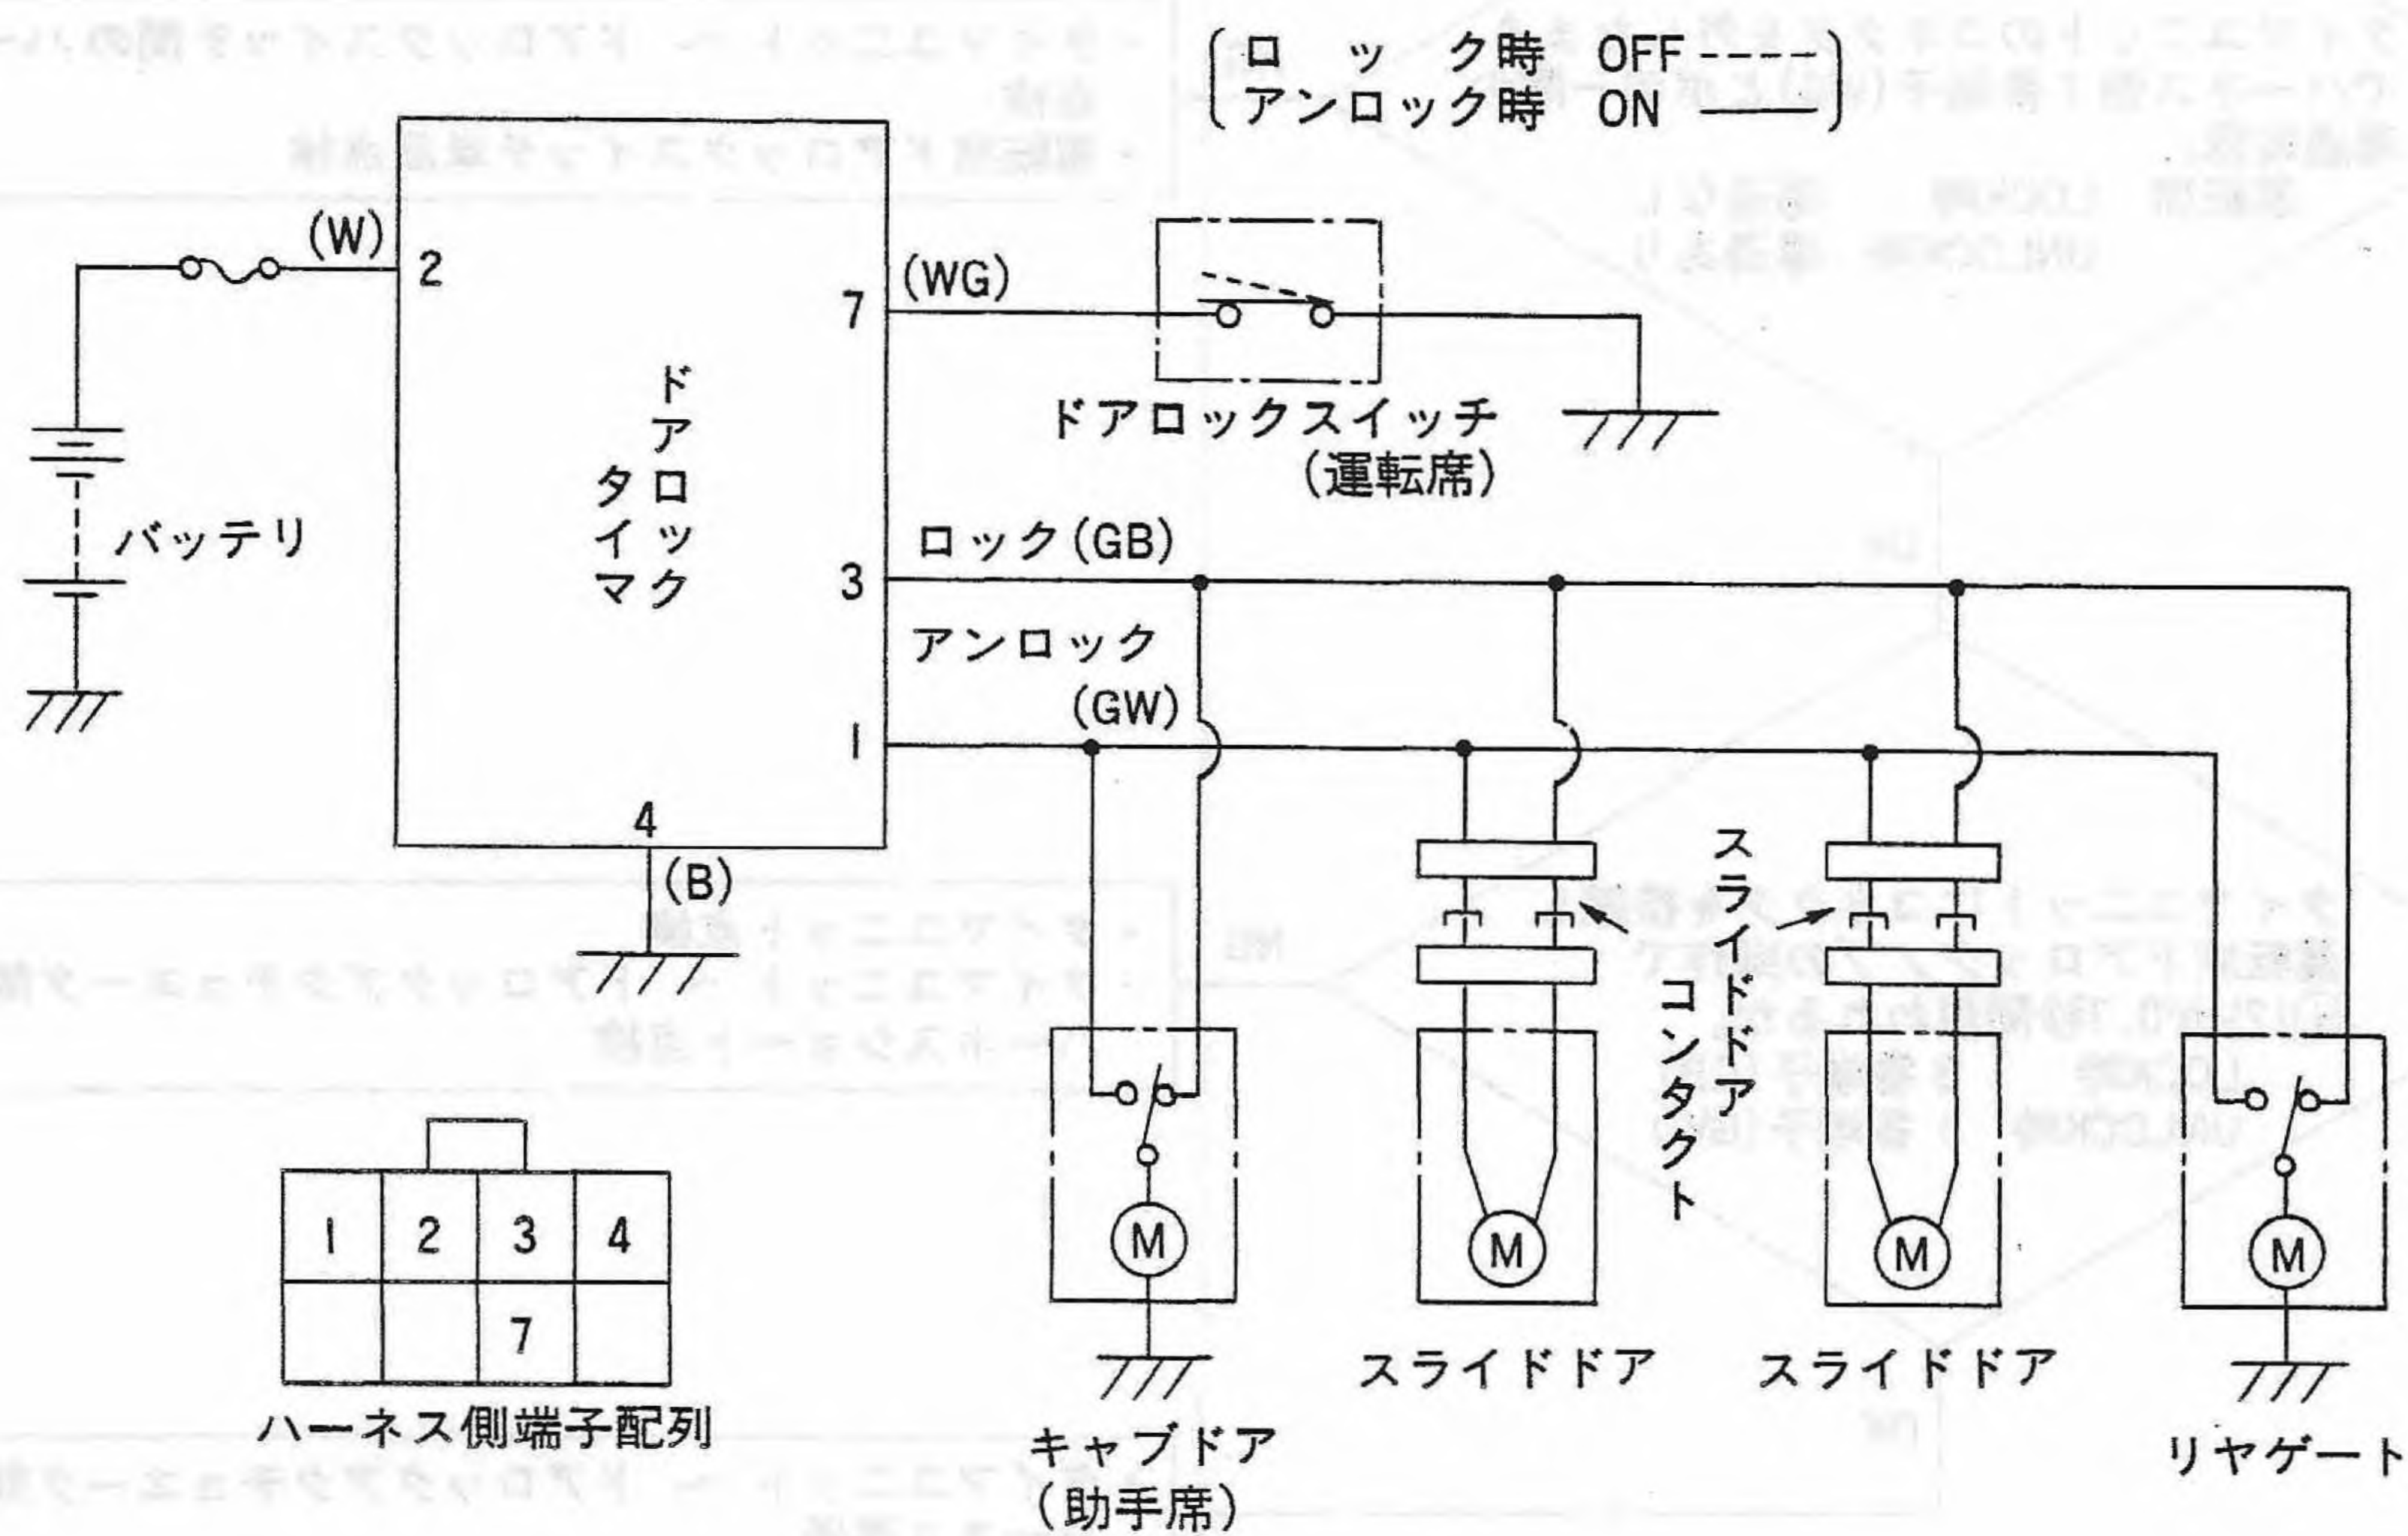 ロック時 OFF ----
アンロック時 ON ――
(W)
2
7
(WG)
ドアロック
タイマ
ドアロックスイッチ
(運転席)
バッテリ
3
ロック(GB)
アンロック
(GW)
1
4
(B)
スライドドア
コンタクト
M
M
M
M
1 2 3 4
7
ハーネス側端子配列
キャブドア
(助手席)
スライドドア
スライドドア
リヤゲート